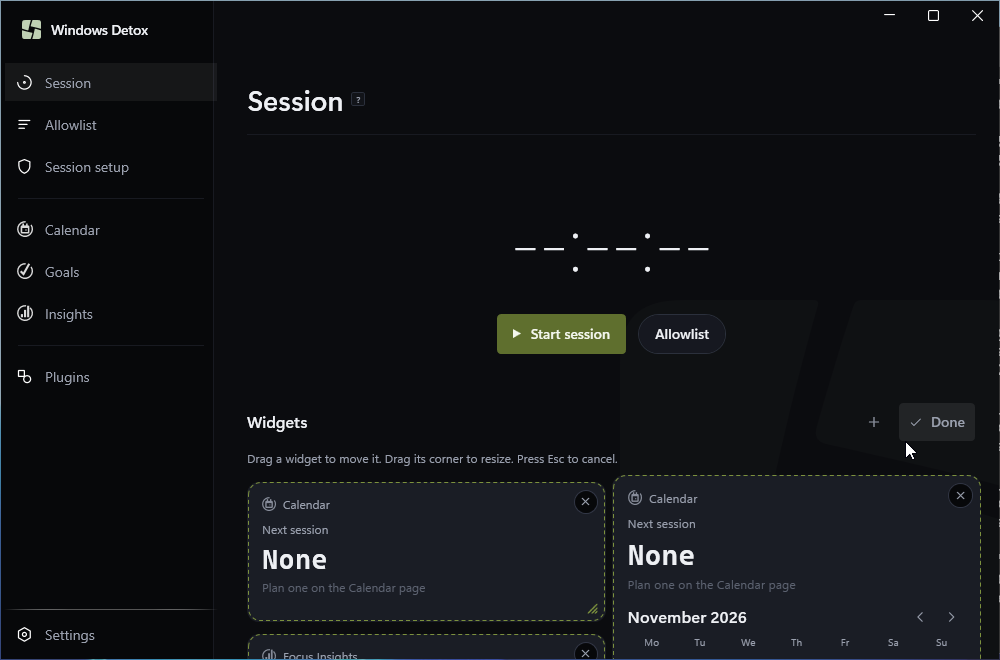 Windows Detox
Session
Allowlist
Session setup
Calendar
Goals
Insights
Plugins
Settings
Session ?
--:--:--
Start session
Allowlist
Widgets
+ Done
Drag a widget to move it. Drag its corner to resize. Press Esc to cancel.
Calendar
Next session
None
Plan one on the Calendar page
Focus Insights
Calendar
Next session
None
Plan one on the Calendar page
November 2026
Mo Tu We Th Fr Sa Su